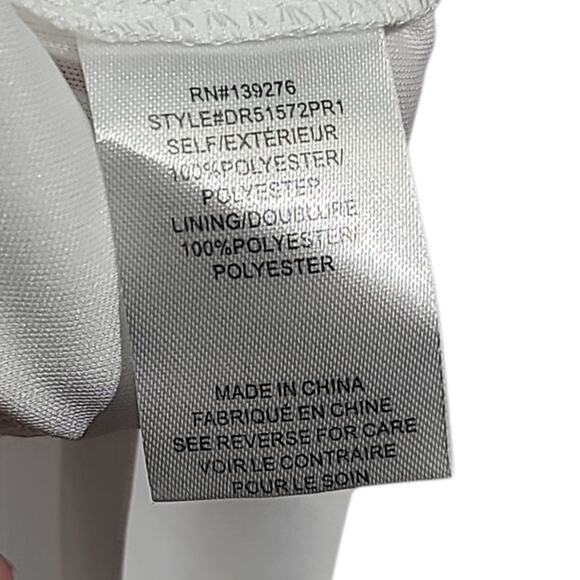 RN#139276
STYLE#DR51572PR1
SELF/EXTÉRIEUR
100%POLYESTER/
POLYESTER
LINING/DOUBLURE
100%POLYESTER/
POLYESTER
MADE IN CHINA
FABRIQUÉ EN CHINE
SEE REVERSE FOR CARE
VOIR LE CONTRAIRE
POUR LE SOIN